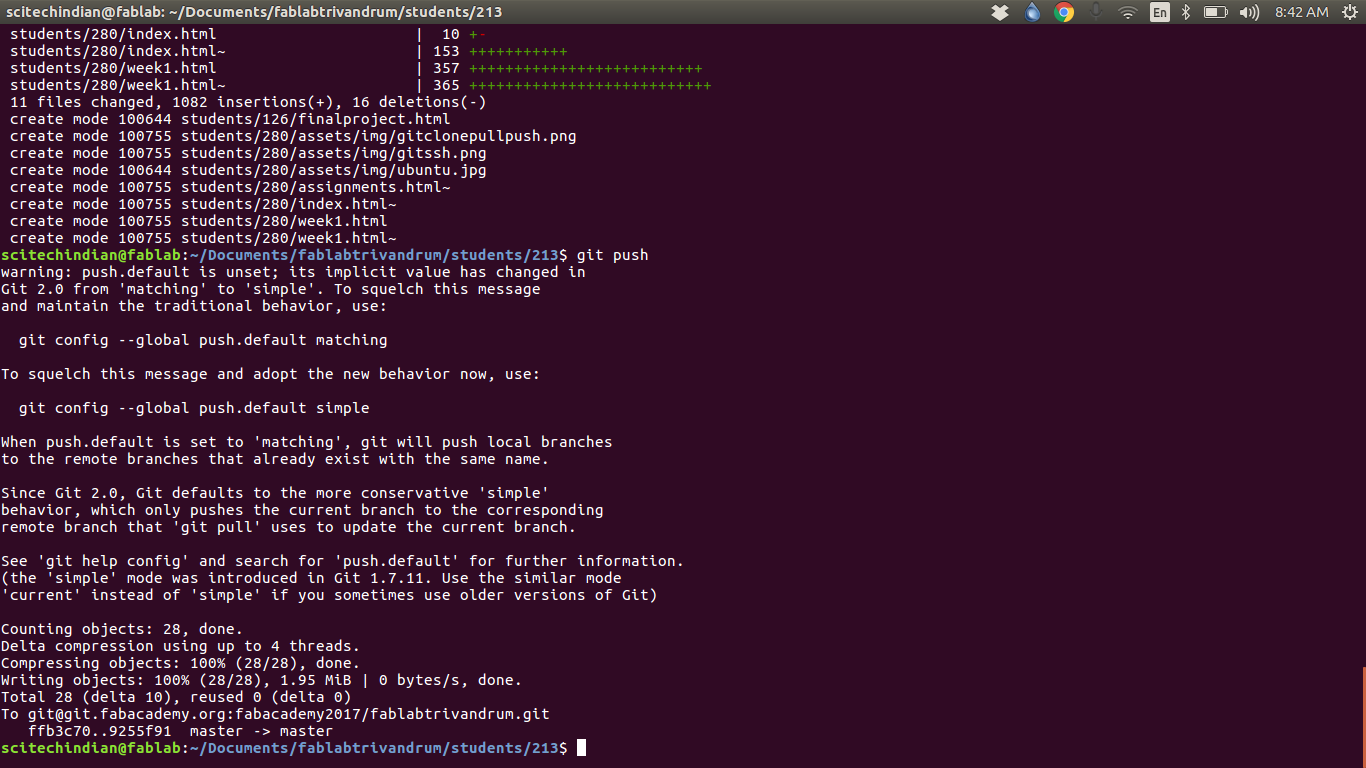 scitechindian@fablab: ~/Documents/fablabtrivandrum/students/213 En 8:42 AM
students/280/index.html | 10 +-
students/280/index.html~ | 153 +++++++++++
students/280/week1.html | 357 ++++++++++++++++++++++++++
students/280/week1.html~ | 365 +++++++++++++++++++++++++++
11 files changed, 1082 insertions(+), 16 deletions(-)
create mode 100644 students/126/finalproject.html
create mode 100755 students/280/assets/img/gitclonepullpush.png
create mode 100755 students/280/assets/img/gitssh.png
create mode 100644 students/280/assets/img/ubuntu.jpg
create mode 100755 students/280/assignments.html~
create mode 100755 students/280/index.html~
create mode 100755 students/280/week1.html
create mode 100755 students/280/week1.html~
scitechindian@fablab:~/Documents/fablabtrivandrum/students/213$ git push
warning: push.default is unset; its implicit value has changed in
Git 2.0 from 'matching' to 'simple'. To squelch this message
and maintain the traditional behavior, use:
git config --global push.default matching
To squelch this message and adopt the new behavior now, use:
git config --global push.default simple
When push.default is set to 'matching', git will push local branches
to the remote branches that already exist with the same name.
Since Git 2.0, Git defaults to the more conservative 'simple'
behavior, which only pushes the current branch to the corresponding
remote branch that 'git pull' uses to update the current branch.
See 'git help config' and search for 'push.default' for further information.
(the 'simple' mode was introduced in Git 1.7.11. Use the similar mode
'current' instead of 'simple' if you sometimes use older versions of Git)
Counting objects: 28, done.
Delta compression using up to 4 threads.
Compressing objects: 100% (28/28), done.
Writing objects: 100% (28/28), 1.95 MiB | 0 bytes/s, done.
Total 28 (delta 10), reused 0 (delta 0)
To git@git.fabacademy.org:fabacademy2017/fablabtrivandrum.git
ffb3c70..9255f91 master -> master
scitechindian@fablab:~/Documents/fablabtrivandrum/students/213$